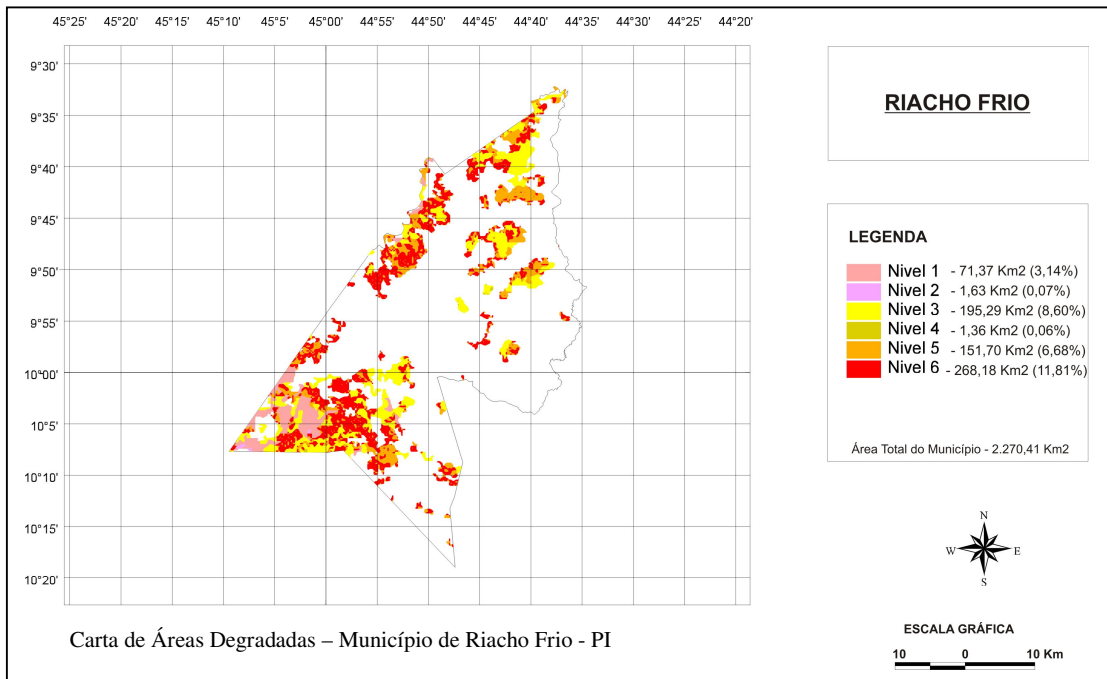 45°25' 45°20' 45°15' 45°10' 45°5' 45°00' 44°55' 44°50' 44°45' 44°40' 44°35' 44°30' 44°25' 44°20'
9°30'
9°35'
9°40'
9°45'
9°50'
9°55'
10°00'
10°5'
10°10'
10°15'
10°20'
Carta de Áreas Degradadas – Município de Riacho Frio - PI
RIACHO FRIO
LEGENDA
Nivel 1 - 71,37 Km2 (3,14%)
Nivel 2 - 1,63 Km2 (0,07%)
Nivel 3 - 195,29 Km2 (8,60%)
Nivel 4 - 1,36 Km2 (0,06%)
Nivel 5 - 151,70 Km2 (6,68%)
Nivel 6 - 268,18 Km2 (11,81%)
Área Total do Município - 2.270,41 Km2
N
W E
S
ESCALA GRÁFICA
10 0 10 Km